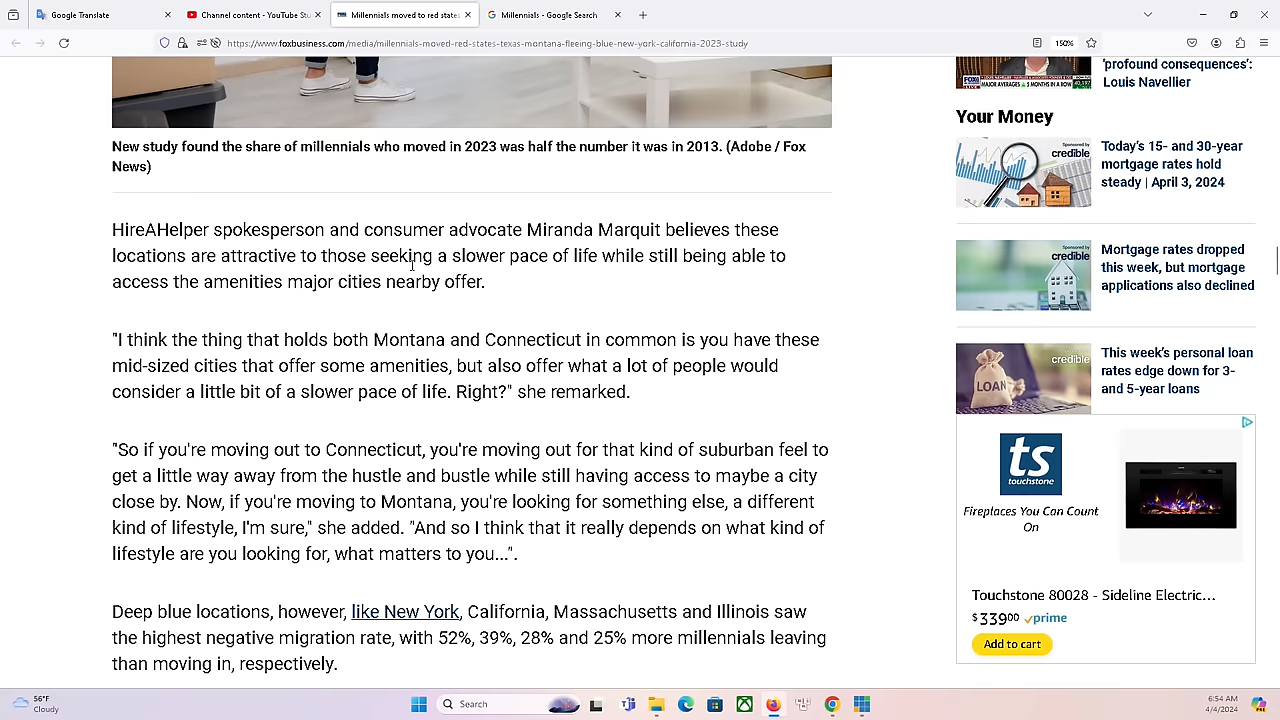 Google Translate
Channel content - YouTube Stu
Millennials moved to red states
Millennials - Google Search
https://www.foxbusiness.com/media/millennials-moved-red-states-texas-montana-fleeing-blue-new-york-california-2023-study
150%
New study found the share of millennials who moved in 2023 was half the number it was in 2013. (Adobe / Fox
News)
HireAHelper spokesperson and consumer advocate Miranda Marquit believes these
locations are attractive to those seeking a slower pace of life while still being able to
access the amenities major cities nearby offer.
"I think the thing that holds both Montana and Connecticut in common is you have these
mid-sized cities that offer some amenities, but also offer what a lot of people would
consider a little bit of a slower pace of life. Right?" she remarked.
"So if you're moving out to Connecticut, you're moving out for that kind of suburban feel to
get a little way away from the hustle and bustle while still having access to maybe a city
close by. Now, if you're moving to Montana, you're looking for something else, a different
kind of lifestyle, I'm sure," she added. "And so I think that it really depends on what kind of
lifestyle are you looking for, what matters to you...".
Deep blue locations, however, like New York, California, Massachusetts and Illinois saw
the highest negative migration rate, with 52%, 39%, 28% and 25% more millennials leaving
than moving in, respectively.
'profound consequences':
Louis Navellier
MAJOR AVERAGES 5 MONTHS IN A ROW
Your Money
Sponsored by
credible
Today's 15- and 30-year
mortgage rates hold
steady | April 3, 2024
Sponsored by
credible
Mortgage rates dropped
this week, but mortgage
applications also declined
credible
LOAN
This week's personal loan
rates edge down for 3-
and 5-year loans
ts
touchstone
Fireplaces You Can Count
On
Touchstone 80028 - Sideline Electric...
$33900 prime
Add to cart
56°F
Cloudy
Search
6:54 AM
4/4/2024